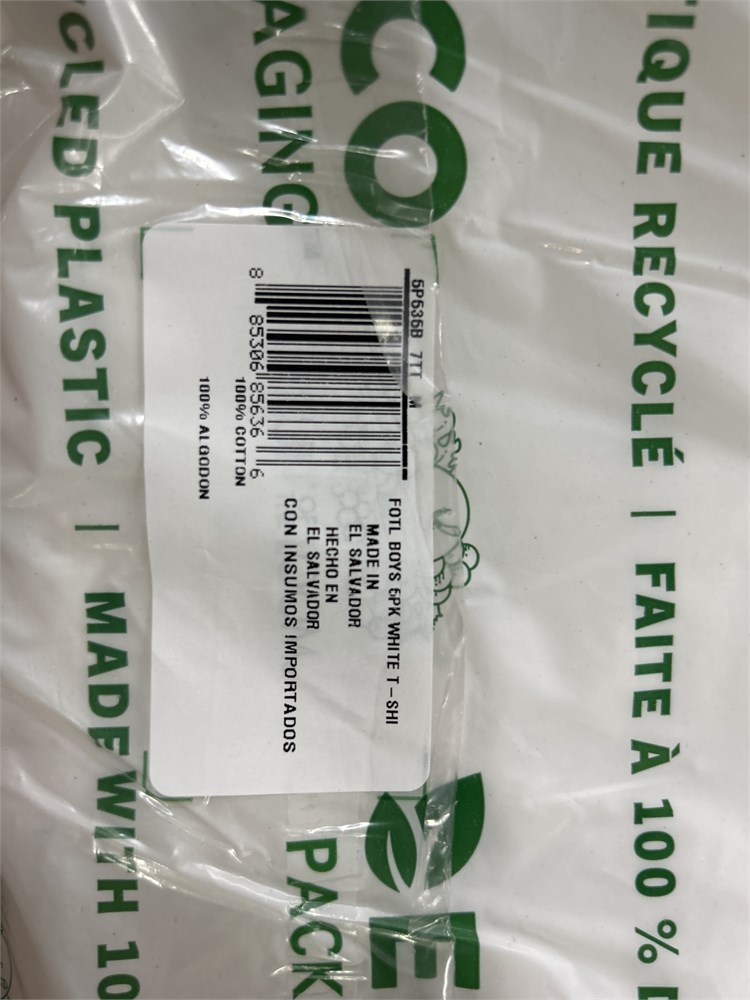 TIQUE RECYCLÉ | FAITE À 100 %
CO
E
AGING
PACK
CLED PLASTIC | MADE WITH 10
6P636B 7TT M
8 85306 85636 6
100% COTTON
100% ALGODON
FOTL BOYS 6PK WHITE T-SHI
MADE IN
EL SALVADOR
HECHO EN
EL SALVADOR
CON INSUMOS IMPORTADOS